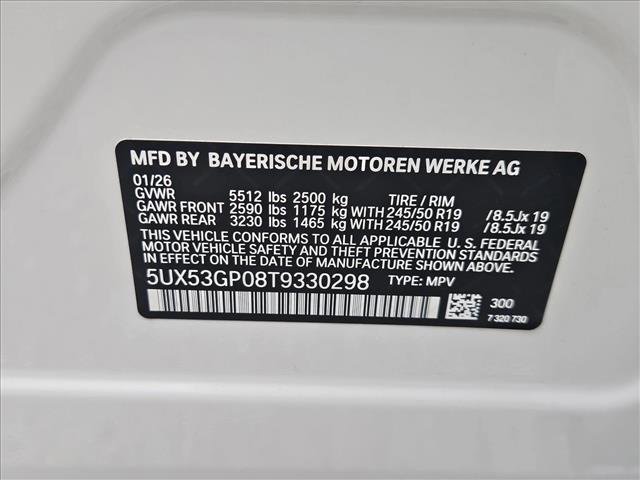 MFD BY BAYERISCHE MOTOREN WERKE AG
01/26
GVWR 5512 lbs 2500 kg TIRE / RIM
GAWR FRONT 2590 lbs 1175 kg WITH 245/50 R19 /8.5Jx 19
GAWR REAR 3230 lbs 1465 kg WITH 245/50 R19 /8.5Jx 19
THIS VEHICLE CONFORMS TO ALL APPLICABLE U. S. FEDERAL
MOTOR VEHICLE SAFETY AND THEFT PREVENTION STANDARDS
IN EFFECT ON THE DATE OF MANUFACTURE SHOWN ABOVE.
5UX53GP08T9330298 TYPE: MPV
300
7 320 730